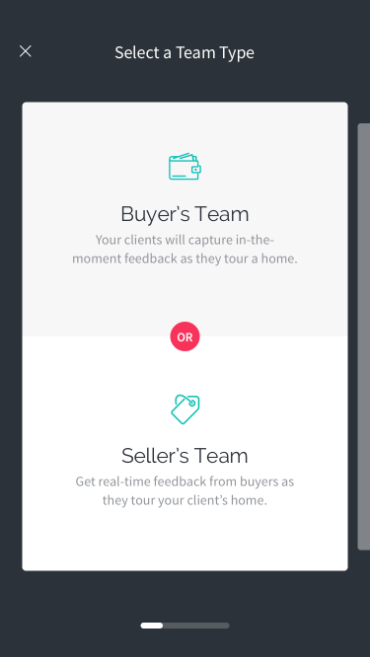 Select a Team Type
Buyer's Team
Your clients will capture in-the-
moment feedback as they tour a home.
OR
Seller's Team
Get real-time feedback from buyers as
they tour your client's home.